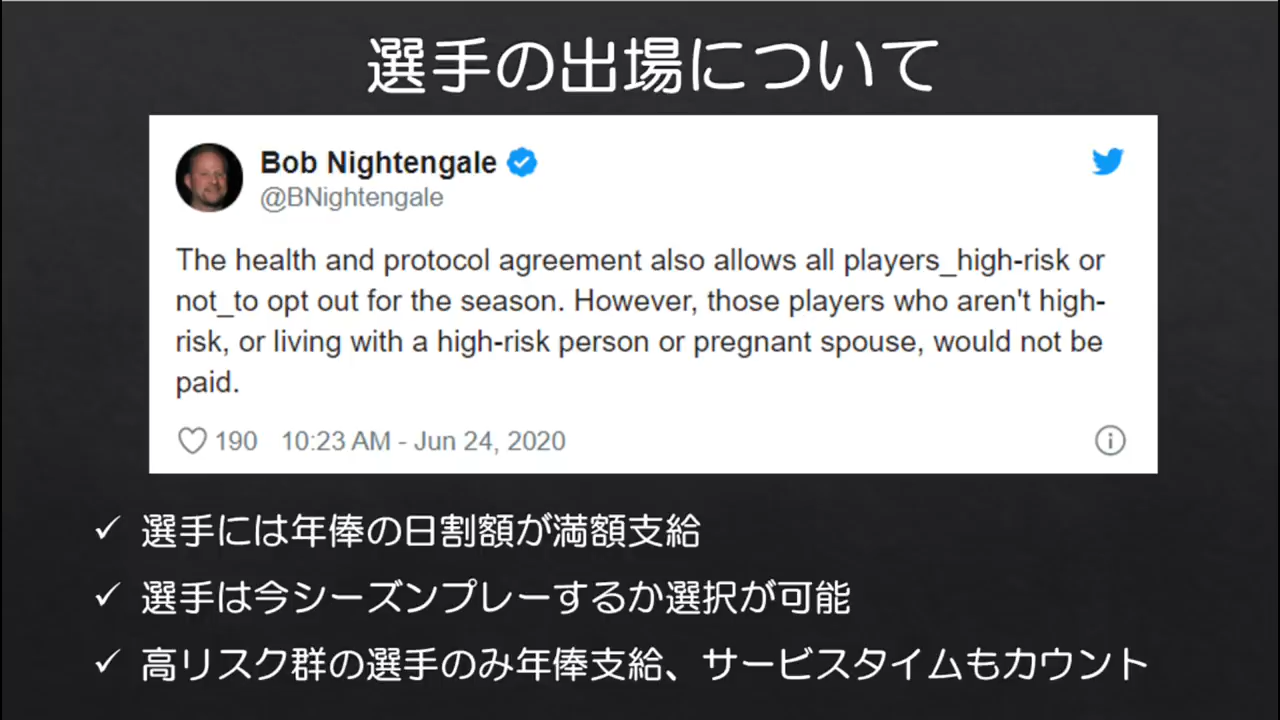 選手の出場について
Bob Nightengale
@BNightengale
The health and protocol agreement also allows all players_high-risk or
not_to opt out for the season. However, those players who aren't high-
risk, or living with a high-risk person or pregnant spouse, would not be
paid.
190 10:23 AM - Jun 24, 2020
✓ 選手には年俸の日割額が満額支給
✓ 選手は今シーズンプレーするか選択が可能
✓ 高リスク群の選手のみ年俸支給、サービスタイムもカウント